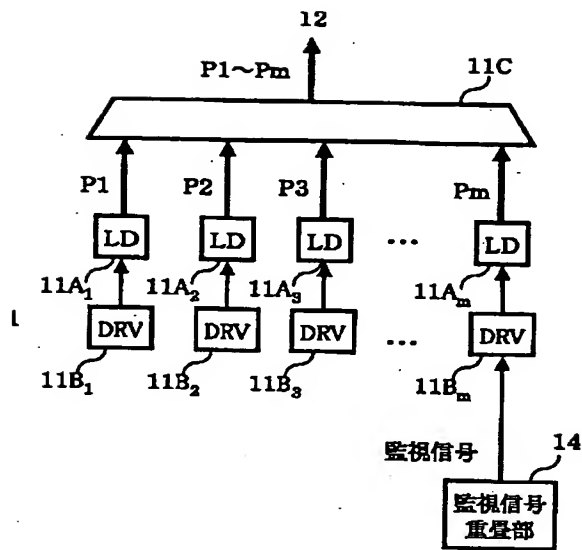 12
P1～Pm
11C
P1 P2 P3 Pm
LD LD LD … LD
11A₁ 11A₂ 11A₃ 11Aₘ
DRV DRV DRV … DRV
11B₁ 11B₂ 11B₃ 11Bₘ
監視信号
14
監視信号
重畳部